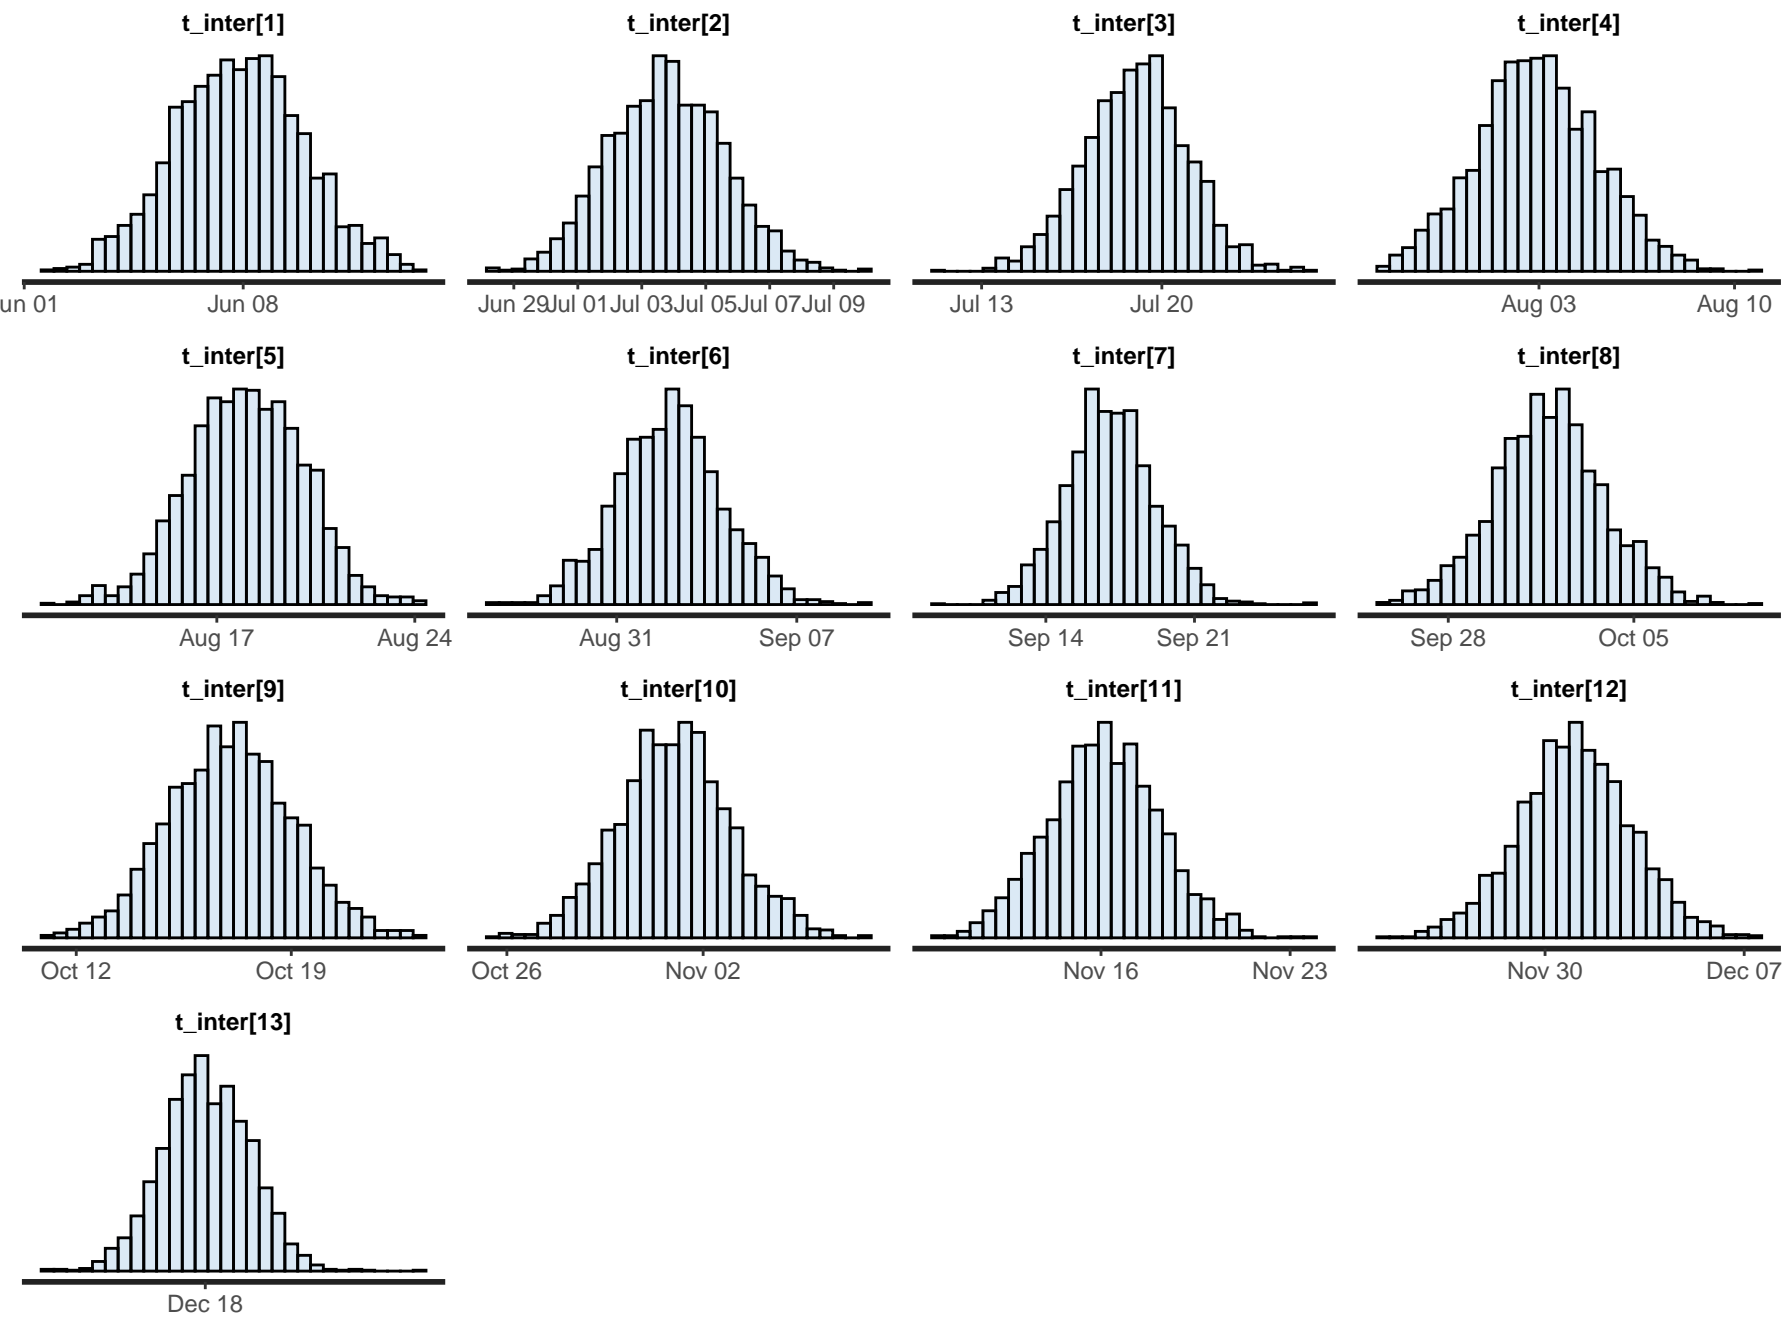 t_inter[1] t_inter[2] t_inter[3] t_inter[4]
un 01 Jun 08 Jun 29 Jul 01 Jul 03 Jul 05 Jul 07 Jul 09 Jul 13 Jul 20 Aug 03 Aug 10
t_inter[5] t_inter[6] t_inter[7] t_inter[8]
Aug 17 Aug 24 Aug 31 Sep 07 Sep 14 Sep 21 Sep 28 Oct 05
t_inter[9] t_inter[10] t_inter[11] t_inter[12]
Oct 12 Oct 19 Oct 26 Nov 02 Nov 16 Nov 23 Nov 30 Dec 07
t_inter[13]
Dec 18